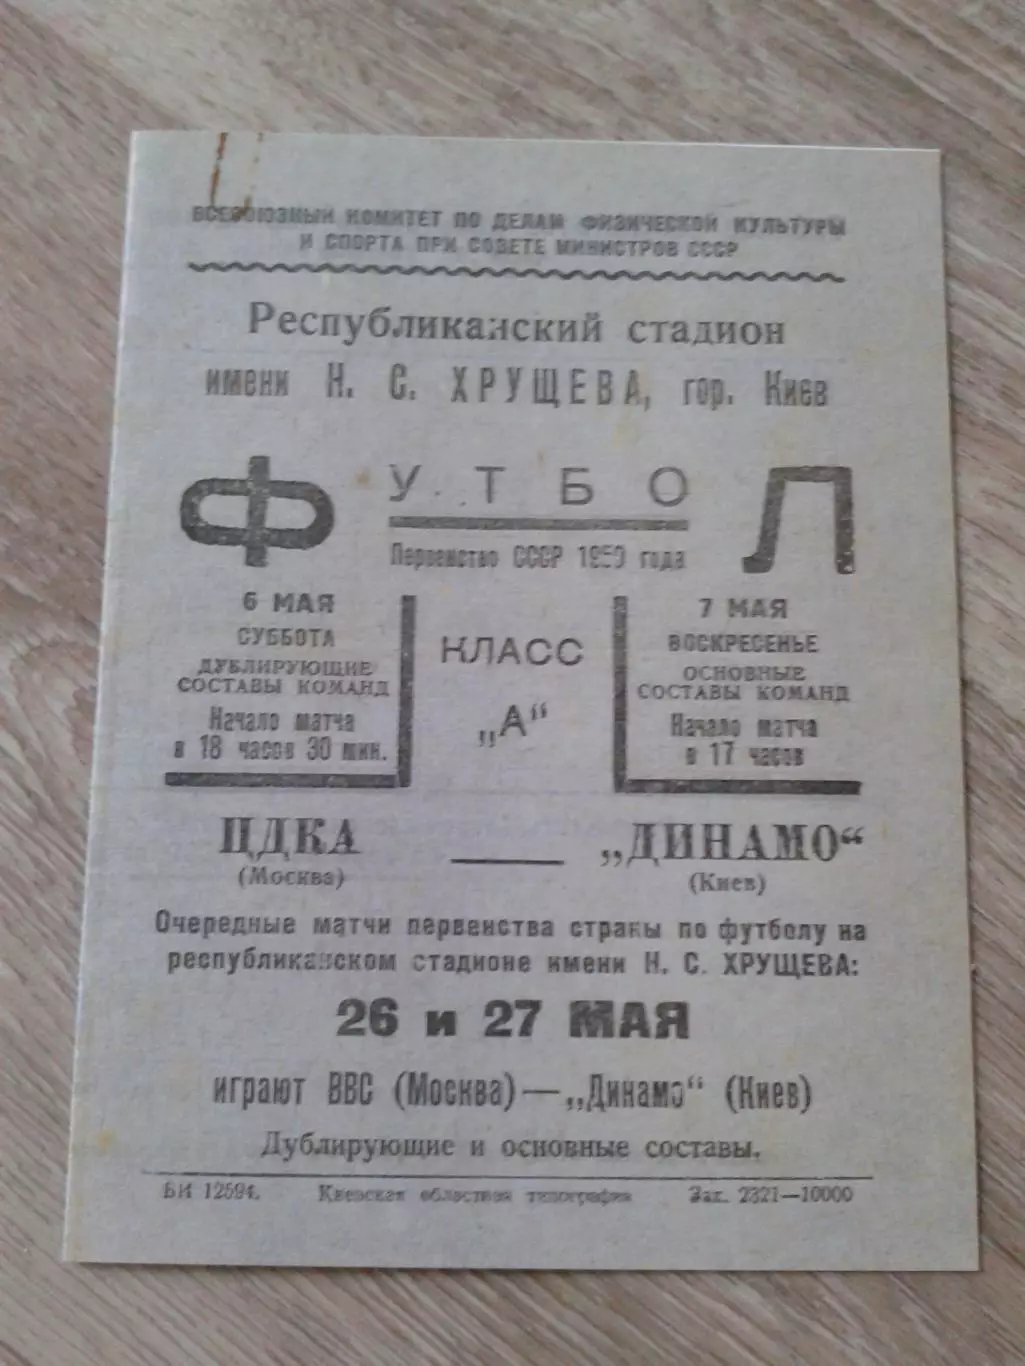 ВСЕСОЮЗНЫЙ КОМИТЕТ ПО ДЕЛАМ ФИЗИЧЕСКОЙ КУЛЬТУРЫ
И СПОРТА ПРИ СОВЕТЕ МИНИСТРОВ СССР
Республиканский стадион
имени Н. С. ХРУЩЕВА, гор. Киев
ФУТБОЛ
Первенство СССР 1950 года
6 МАЯ
СУББОТА
ДУБЛИРУЮЩИЕ
СОСТАВЫ КОМАНД
Начало матча
в 18 часов 30 мин.
КЛАСС
„А“
7 МАЯ
ВОСКРЕСЕНЬЕ
ОСНОВНЫЕ
СОСТАВЫ КОМАНД
Начало матча
в 17 часов
ЦДКА — „ДИНАМО“
(Москва) (Киев)
Очередные матчи первенства страны по футболу на
республиканском стадионе имени Н. С. ХРУЩЕВА:
26 и 27 МАЯ
играют ВВС (Москва)—„Динамо“ (Киев)
Дублирующие и основные составы.
БИ 12594. Киевская областная типография Зак. 2321—10000